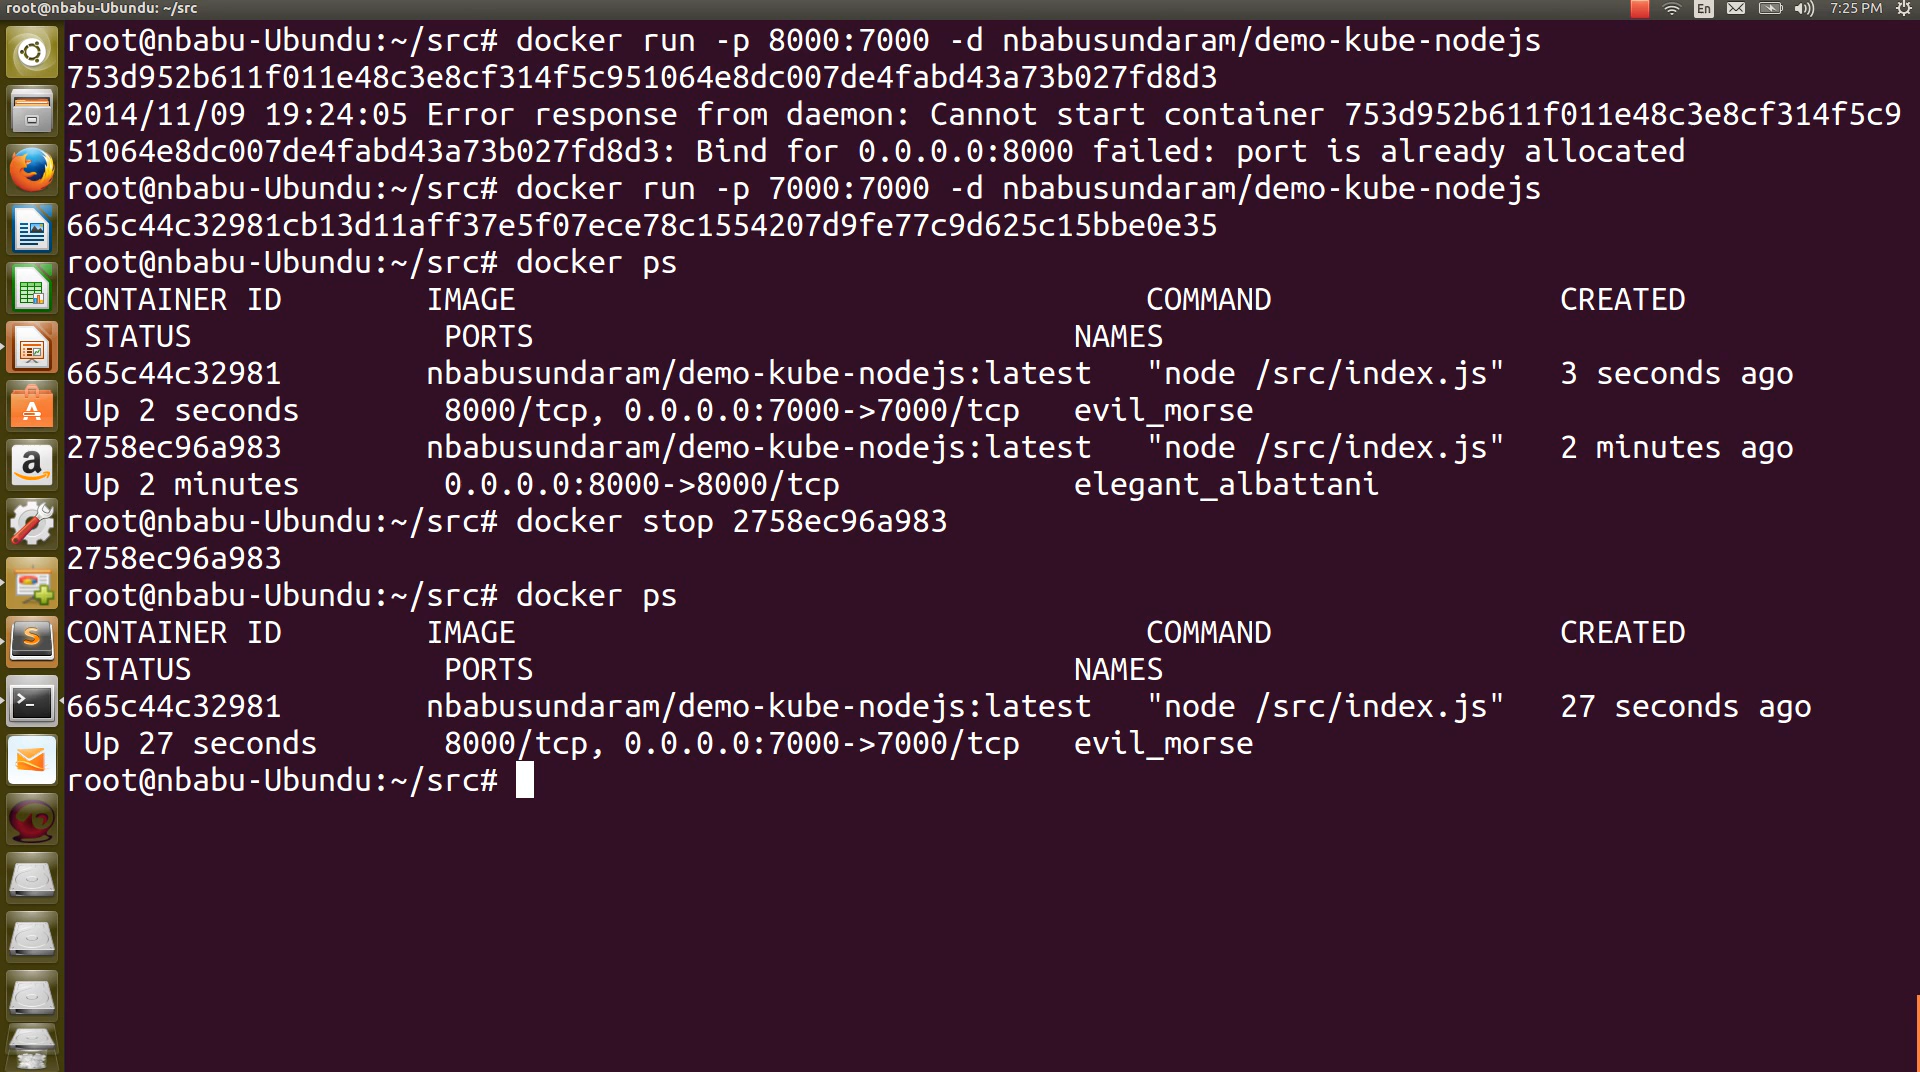 root@nbabu-Ubundu: ~/src
En
7:25 PM
root@nbabu-Ubundu:~/src# docker run -p 8000:7000 -d nbabusundaram/demo-kube-nodejs
753d952b611f011e48c3e8cf314f5c951064e8dc007de4fabd43a73b027fd8d3
2014/11/09 19:24:05 Error response from daemon: Cannot start container 753d952b611f011e48c3e8cf314f5c9
51064e8dc007de4fabd43a73b027fd8d3: Bind for 0.0.0.0:8000 failed: port is already allocated
root@nbabu-Ubundu:~/src# docker run -p 7000:7000 -d nbabusundaram/demo-kube-nodejs
665c44c32981cb13d11aff37e5f07ece78c1554207d9fe77c9d625c15bbe0e35
root@nbabu-Ubundu:~/src# docker ps
CONTAINER ID        IMAGE                                   COMMAND                CREATED
 STATUS              PORTS                              NAMES
665c44c32981        nbabusundaram/demo-kube-nodejs:latest   "node /src/index.js"   3 seconds ago
 Up 2 seconds        8000/tcp, 0.0.0.0:7000->7000/tcp   evil_morse
2758ec96a983        nbabusundaram/demo-kube-nodejs:latest   "node /src/index.js"   2 minutes ago
 Up 2 minutes        0.0.0.0:8000->8000/tcp             elegant_albattani
root@nbabu-Ubundu:~/src# docker stop 2758ec96a983
2758ec96a983
root@nbabu-Ubundu:~/src# docker ps
CONTAINER ID        IMAGE                                   COMMAND                CREATED
 STATUS              PORTS                              NAMES
665c44c32981        nbabusundaram/demo-kube-nodejs:latest   "node /src/index.js"   27 seconds ago
 Up 27 seconds       8000/tcp, 0.0.0.0:7000->7000/tcp   evil_morse
root@nbabu-Ubundu:~/src#